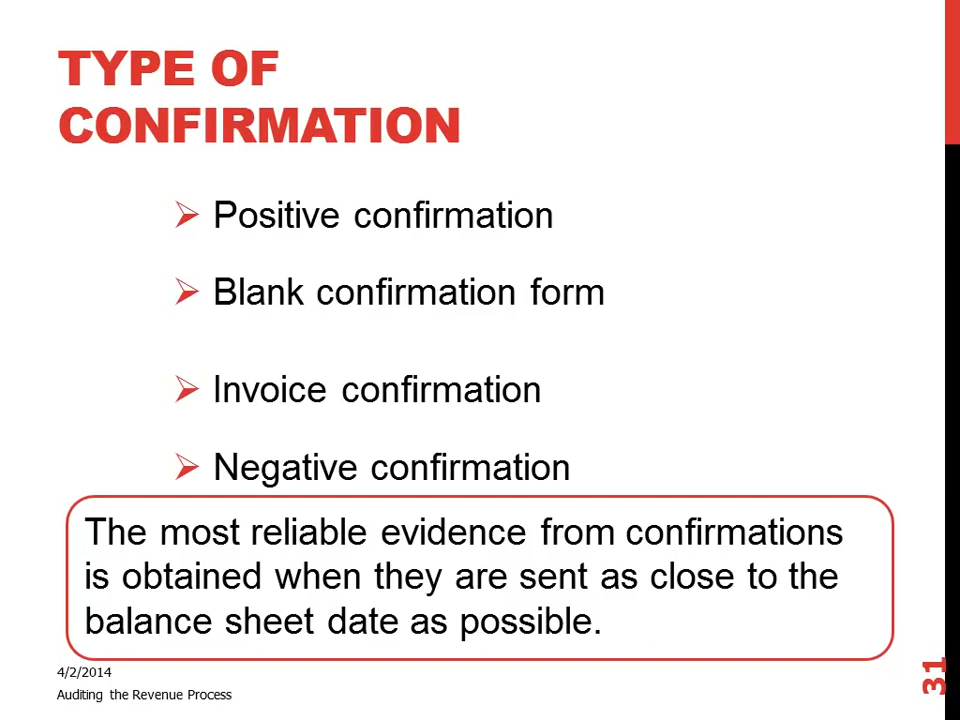 TYPE OF
CONFIRMATION
Positive confirmation
Blank confirmation form
Invoice confirmation
Negative confirmation
The most reliable evidence from confirmations
is obtained when they are sent as close to the
balance sheet date as possible.
4/2/2014
Auditing the Revenue Process
31